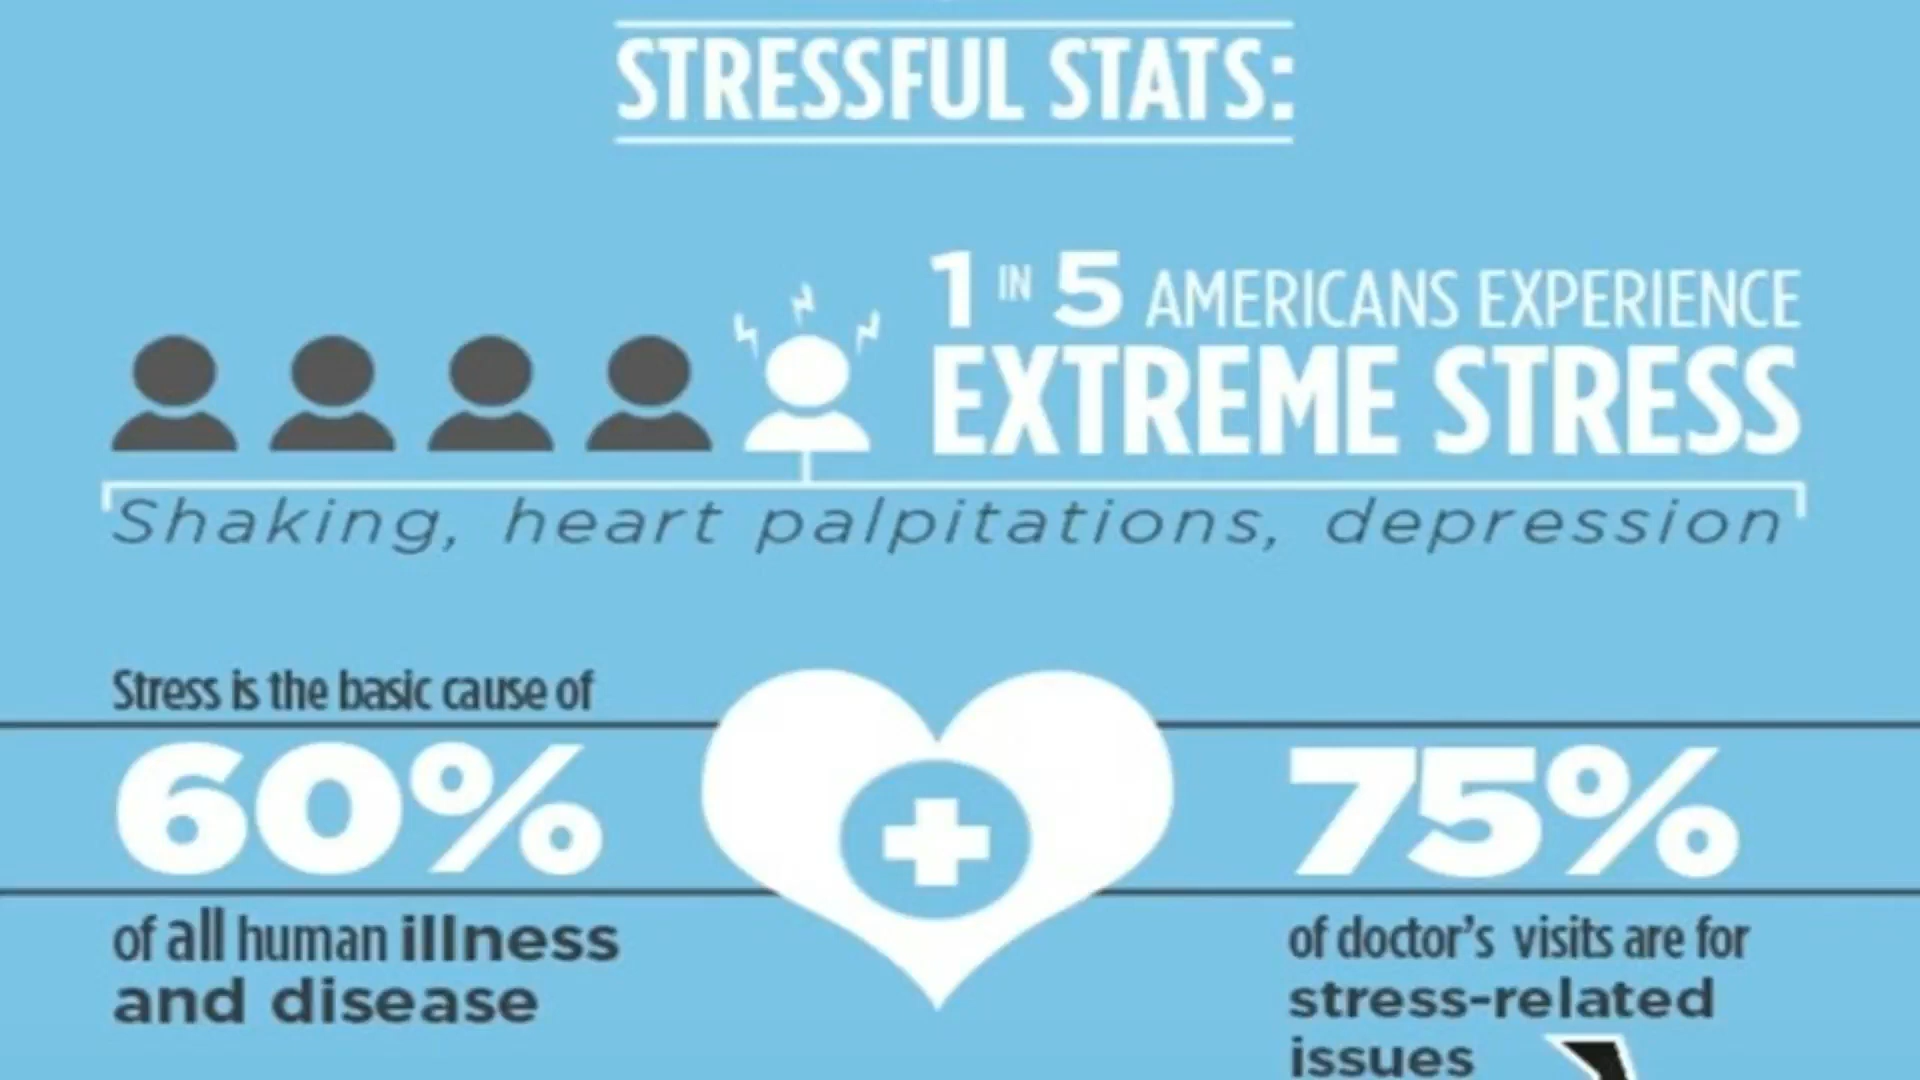 STRESSFUL STATS:
1 IN 5 AMERICANS EXPERIENCE
EXTREME STRESS
Shaking, heart palpitations, depression
Stress is the basic cause of
60%
of all human illness
and disease
75%
of doctor's visits are for
stress-related
issues